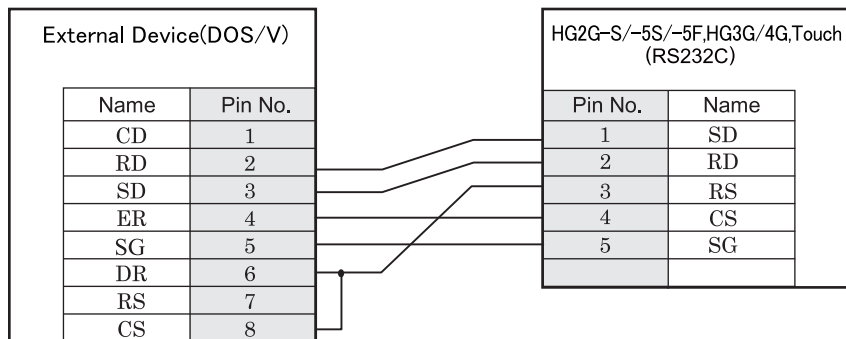 External Device(DOS/V)
Name Pin No.
CD 1
RD 2
SD 3
ER 4
SG 5
DR 6
RS 7
CS 8
HG2G-S/-5S/-5F,HG3G/4G,Touch
(RS232C)
Pin No. Name
1 SD
2 RD
3 RS
4 CS
5 SG